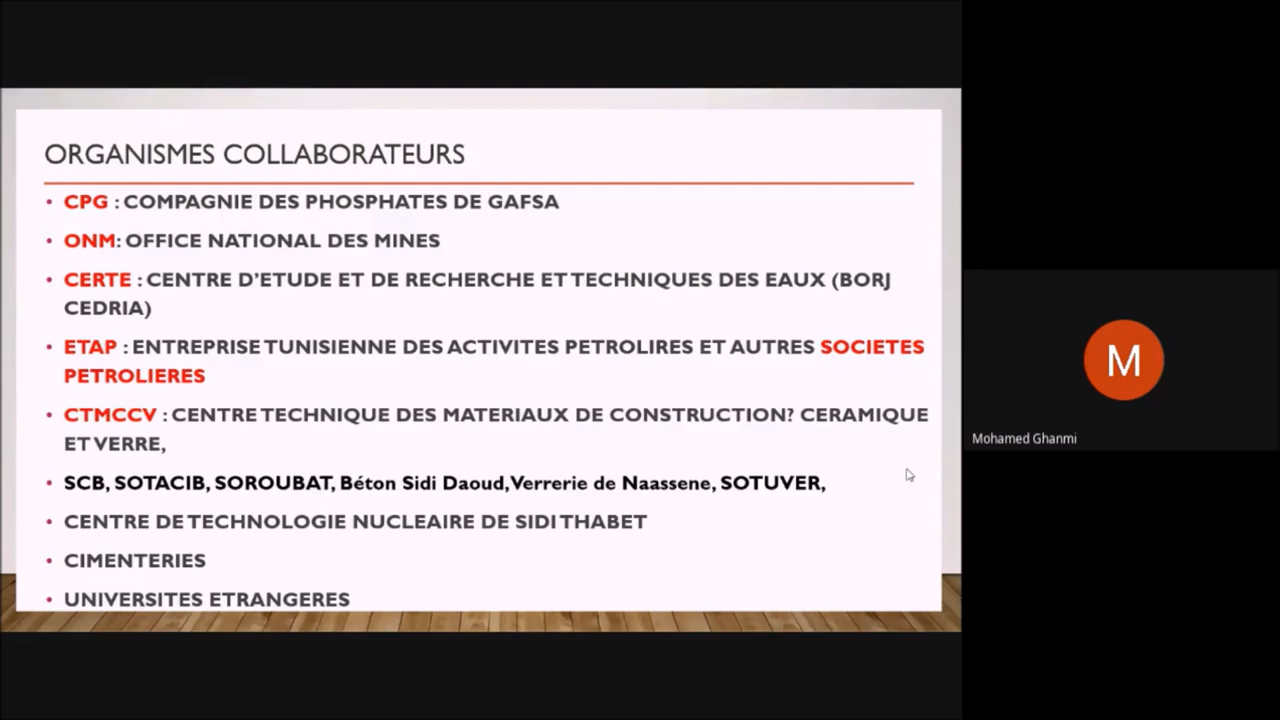 ORGANISMES COLLABORATEURS
• CPG : COMPAGNIE DES PHOSPHATES DE GAFSA
• ONM: OFFICE NATIONAL DES MINES
• CERTE : CENTRE D'ETUDE ET DE RECHERCHE ET TECHNIQUES DES EAUX (BORJ
CEDRIA)
• ETAP : ENTREPRISE TUNISIENNE DES ACTIVITES PETROLIRES ET AUTRES SOCIETES
PETROLIERES
• CTMCCV : CENTRE TECHNIQUE DES MATERIAUX DE CONSTRUCTION? CERAMIQUE
ET VERRE,
• SCB, SOTACIB, SOROUBAT, Béton Sidi Daoud, Verrerie de Naassene, SOTUVER,
• CENTRE DE TECHNOLOGIE NUCLEAIRE DE SIDI THABET
• CIMENTERIES
• UNIVERSITES ETRANGERES
M
Mohamed Ghanmi